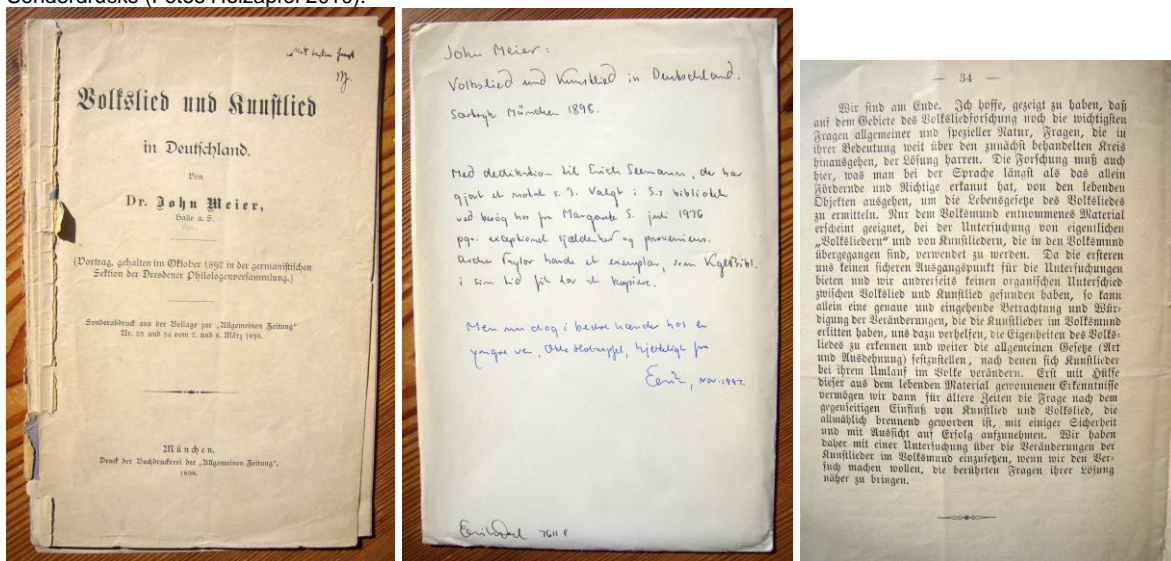 Sonderdrucks (Fotos Holzapfel 2010).
Mit besten
Volkslied und Kunstlied
in Deutschland.
Von
Dr. John Meier,
Halle a. S.
(Vortrag, gehalten im Oktober 1897 in der germanistischen
Sektion der Dresdener Philologenversammlung.)
Sonderabdruck aus der Beilage zur „Allgemeinen Zeitung“
Nr. 53 und 54 vom 7. und 8. März 1898.
München.
Druck der Buchdruckerei der „Allgemeinen Zeitung“.
1898.
John Meier:
Volkslied und Kunstlied in Deutschland.
Særtryk München 1898.
Med dedikation til Erich Seemann, der har
gjort et notat s. 3. Valgt i S.s bibliotek
ved besøg hos fru Margarete S. juli 1976
pgr. exceptionel sjældenhed og proveniens.
Archer Taylor havde et exemplar, som Kgl. Bibl.
i sin tid fik lov at kopiere.
Men nu dog i bedre hænder hos en
yngre ven, Otto Holzapfel, hjerteligt fra
Erik, nov. 1997.
Erik Dal 7611 P
— 34 —
Wir sind am Ende. Ich hoffe, gezeigt zu haben, daß
auf dem Gebiete des Volksliedforschung noch die wichtigsten
Fragen allgemeiner und spezieller Natur, Fragen, die in
ihrer Bedeutung weit über den zunächst behandelten Kreis
hinausgehen, der Lösung harren. Die Forschung muß auch
hier, was man bei der Sprache längst als das allein
Fördernde und Richtige erkannt hat, von den lebenden
Objekten ausgehen, um die Lebensgesetze des Volksliedes
zu ermitteln. Nur dem Volksmund entnommenes Material
erscheint geeignet, bei der Untersuchung von eigentlichen
„Volksliedern“ und von Kunstliedern, die in den Volksmund
übergegangen sind, verwendet zu werden. Da die ersteren
uns keinen sicheren Ausgangspunkt für die Untersuchungen
bieten und wir andrerseits keinen organischen Unterschied
zwischen Volkslied und Kunstlied gefunden haben, so kann
allein eine genaue und eingehende Betrachtung und Wür-
digung der Veränderungen, die die Kunstlieder im Volksmund
erlitten haben, uns dazu verhelfen, die Eigenheiten des Volks-
liedes zu erkennen und weiter die allgemeinen Gesetze (Art
und Ausdehnung) festzustellen, nach denen sich Kunstlieder
bei ihrem Umlauf im Volke verändern. Erst mit Hülfe
dieser aus dem lebenden Material gewonnenen Erkenntnisse
vermögen wir dann für ältere Zeiten die Frage nach dem
gegenseitigen Einfluß von Kunstlied und Volkslied, die
allmählich brennend geworden ist, mit einiger Sicherheit
und mit Aussicht auf Erfolg aufzunehmen. Wir haben
daher mit einer Untersuchung über die Veränderungen der
Kunstlieder im Volksmund einzusetzen, wenn wir den Ver-
such machen wollen, die berührten Fragen ihrer Lösung
näher zu bringen.